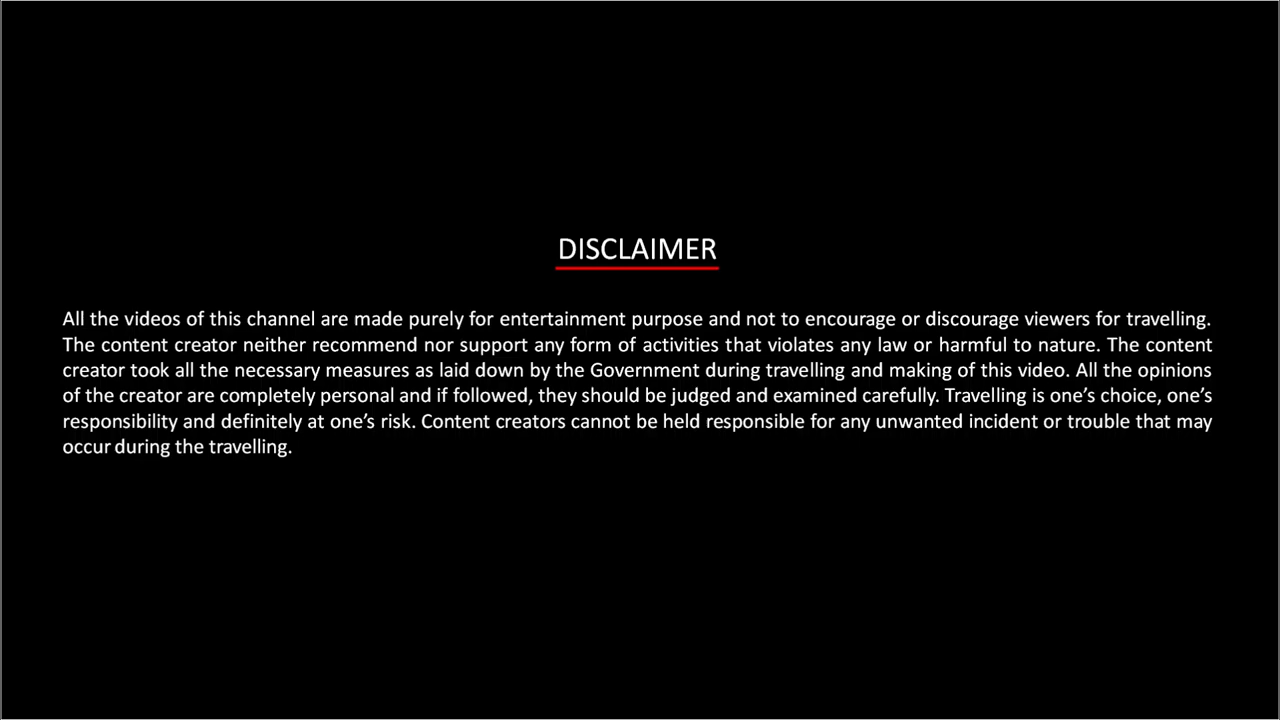 DISCLAIMER
All the videos of this channel are made purely for entertainment purpose and not to encourage or discourage viewers for travelling.
The content creator neither recommend nor support any form of activities that violates any law or harmful to nature. The content
creator took all the necessary measures as laid down by the Government during travelling and making of this video. All the opinions
of the creator are completely personal and if followed, they should be judged and examined carefully. Travelling is one’s choice, one’s
responsibility and definitely at one’s risk. Content creators cannot be held responsible for any unwanted incident or trouble that may
occur during the travelling.